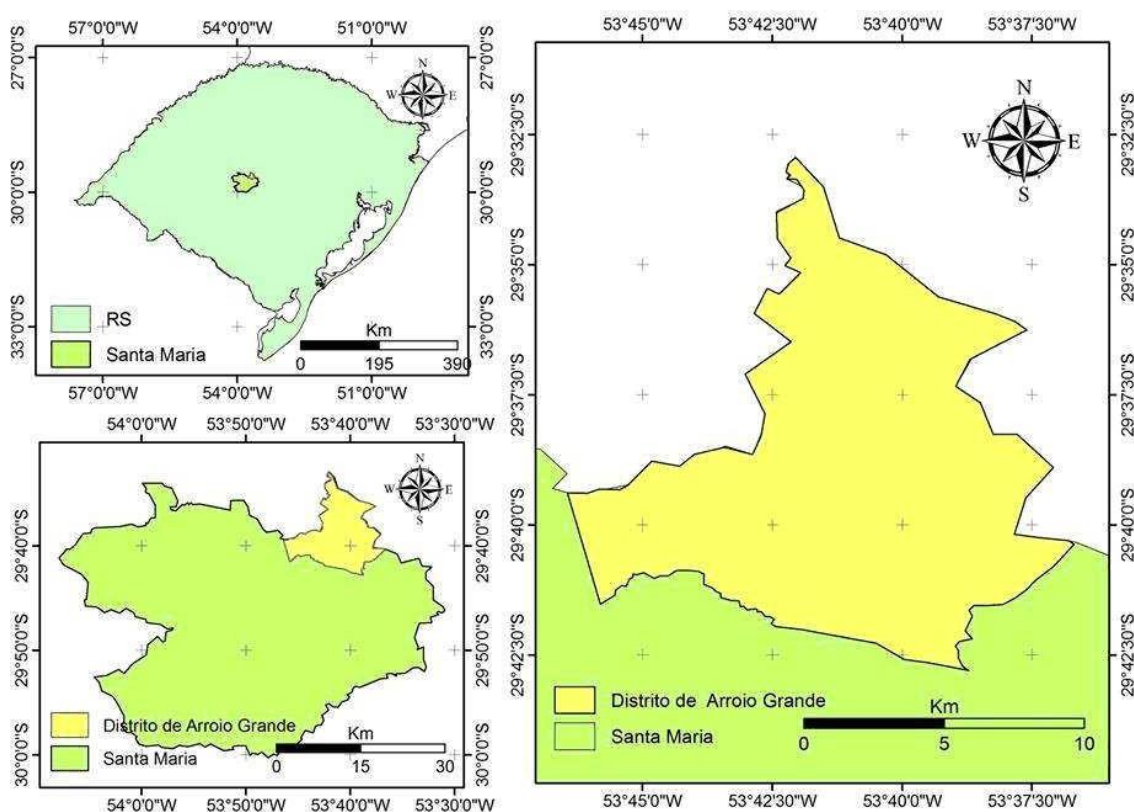 57°0'0"W 54°0'0"W 51°0'0"W
27°0'0"S 27°0'0"S
30°0'0"S 30°0'0"S
33°0'0"S 33°0'0"S
N
W E
S
RS
Santa Maria
Km
0 195 390
57°0'0"W 54°0'0"W 51°0'0"W
54°0'0"W 53°50'0"W 53°40'0"W 53°30'0"W
29°40'0"S 29°40'0"S
29°50'0"S 29°50'0"S
30°0'0"S 30°0'0"S
N
W E
S
Distrito de Arroio Grande
Santa Maria
Km
0 15 30
54°0'0"W 53°50'0"W 53°40'0"W 53°30'0"W
53°45'0"W 53°42'30"W 53°40'0"W 53°37'30"W
29°32'30"S 29°32'30"S
29°35'0"S 29°35'0"S
29°37'30"S 29°37'30"S
29°40'0"S 29°40'0"S
29°42'30"S 29°42'30"S
N
W E
S
Distrito de Arroio Grande
Santa Maria
Km
0 5 10
53°45'0"W 53°42'30"W 53°40'0"W 53°37'30"W